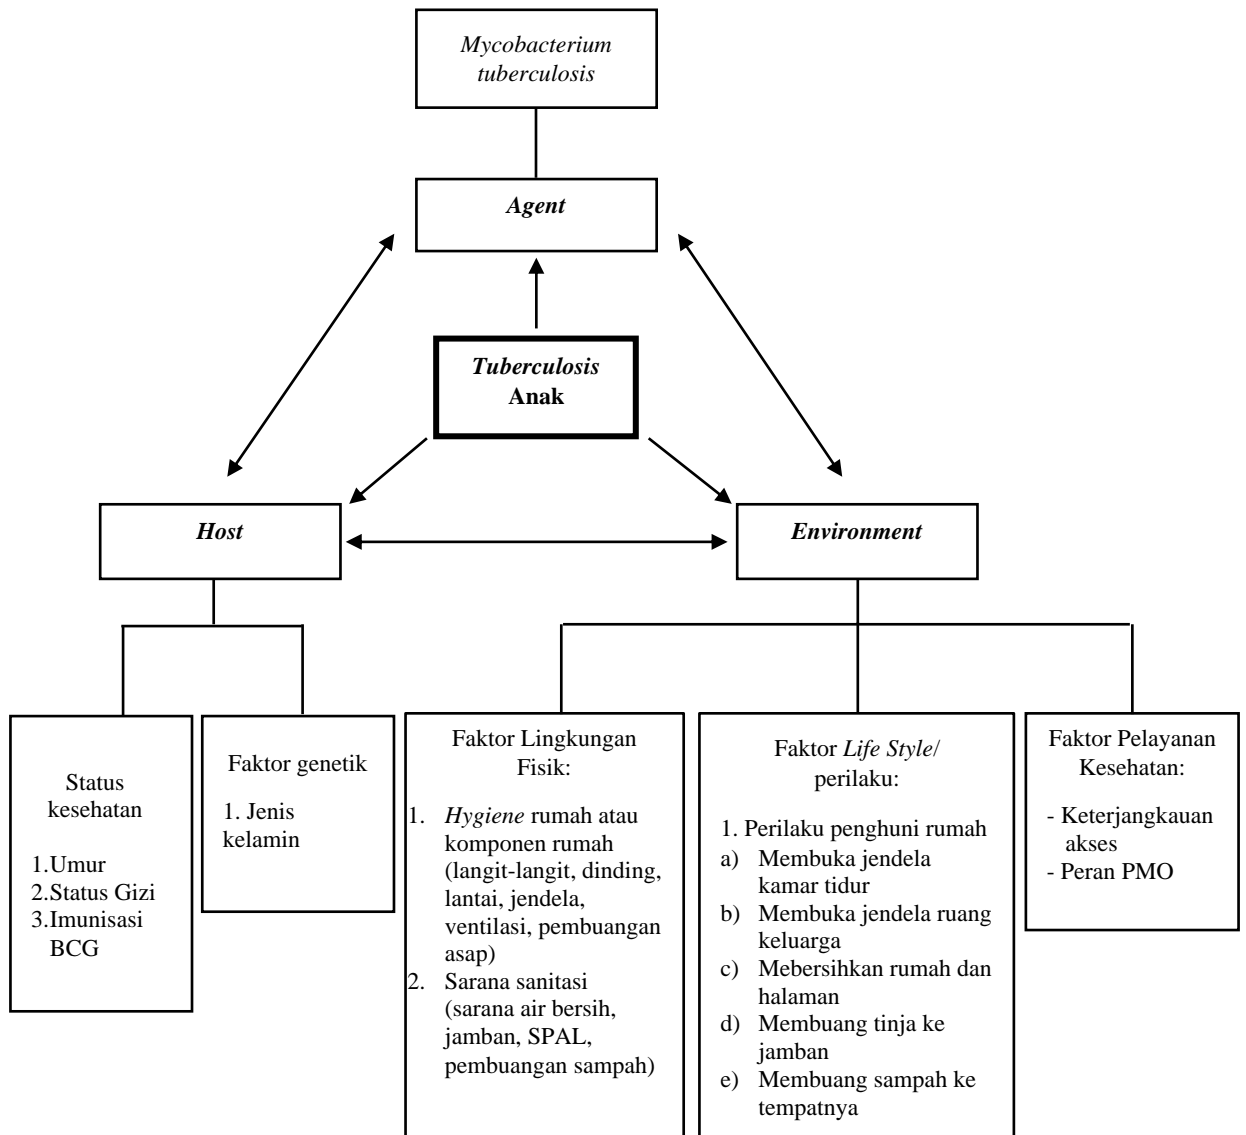 Mycobacterium
tuberculosis
Agent
Tuberculosis
Anak
Host
Environment
Status
kesehatan
1.Umur
2.Status Gizi
3.Imunisasi
BCG
Faktor genetik
1. Jenis
kelamin
Faktor Lingkungan
Fisik:
1. Hygiene rumah atau
komponen rumah
(langit-langit, dinding,
lantai, jendela,
ventilasi, pembuangan
asap)
2. Sarana sanitasi
(sarana air bersih,
jamban, SPAL,
pembuangan sampah)
Faktor Life Style/
perilaku:
1. Perilaku penghuni rumah
a) Membuka jendela
kamar tidur
b) Membuka jendela ruang
keluarga
c) Mebersihkan rumah dan
halaman
d) Membuang tinja ke
jamban
e) Membuang sampah ke
tempatnya
Faktor Pelayanan
Kesehatan:
- Keterjangkauan
akses
- Peran PMO